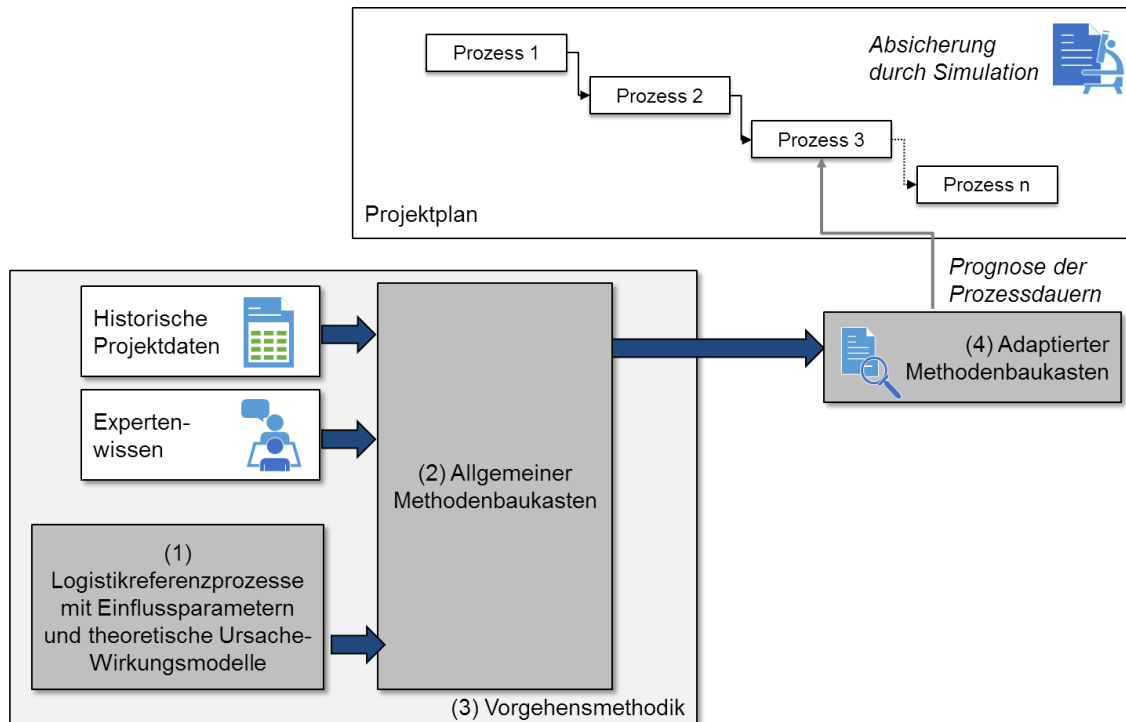 Prozess 1
Prozess 2
Prozess 3
Prozess n
Absicherung
durch Simulation
Projektplan
Prognose der
Prozessdauern
Historische
Projektdaten
Experten-
wissen
(1)
Logistikreferenzprozesse
mit Einflussparametern
und theoretische Ursache-
Wirkungsmodelle
(2) Allgemeiner
Methodenbaukasten
(3) Vorgehensmethodik
(4) Adaptierter
Methodenbaukasten